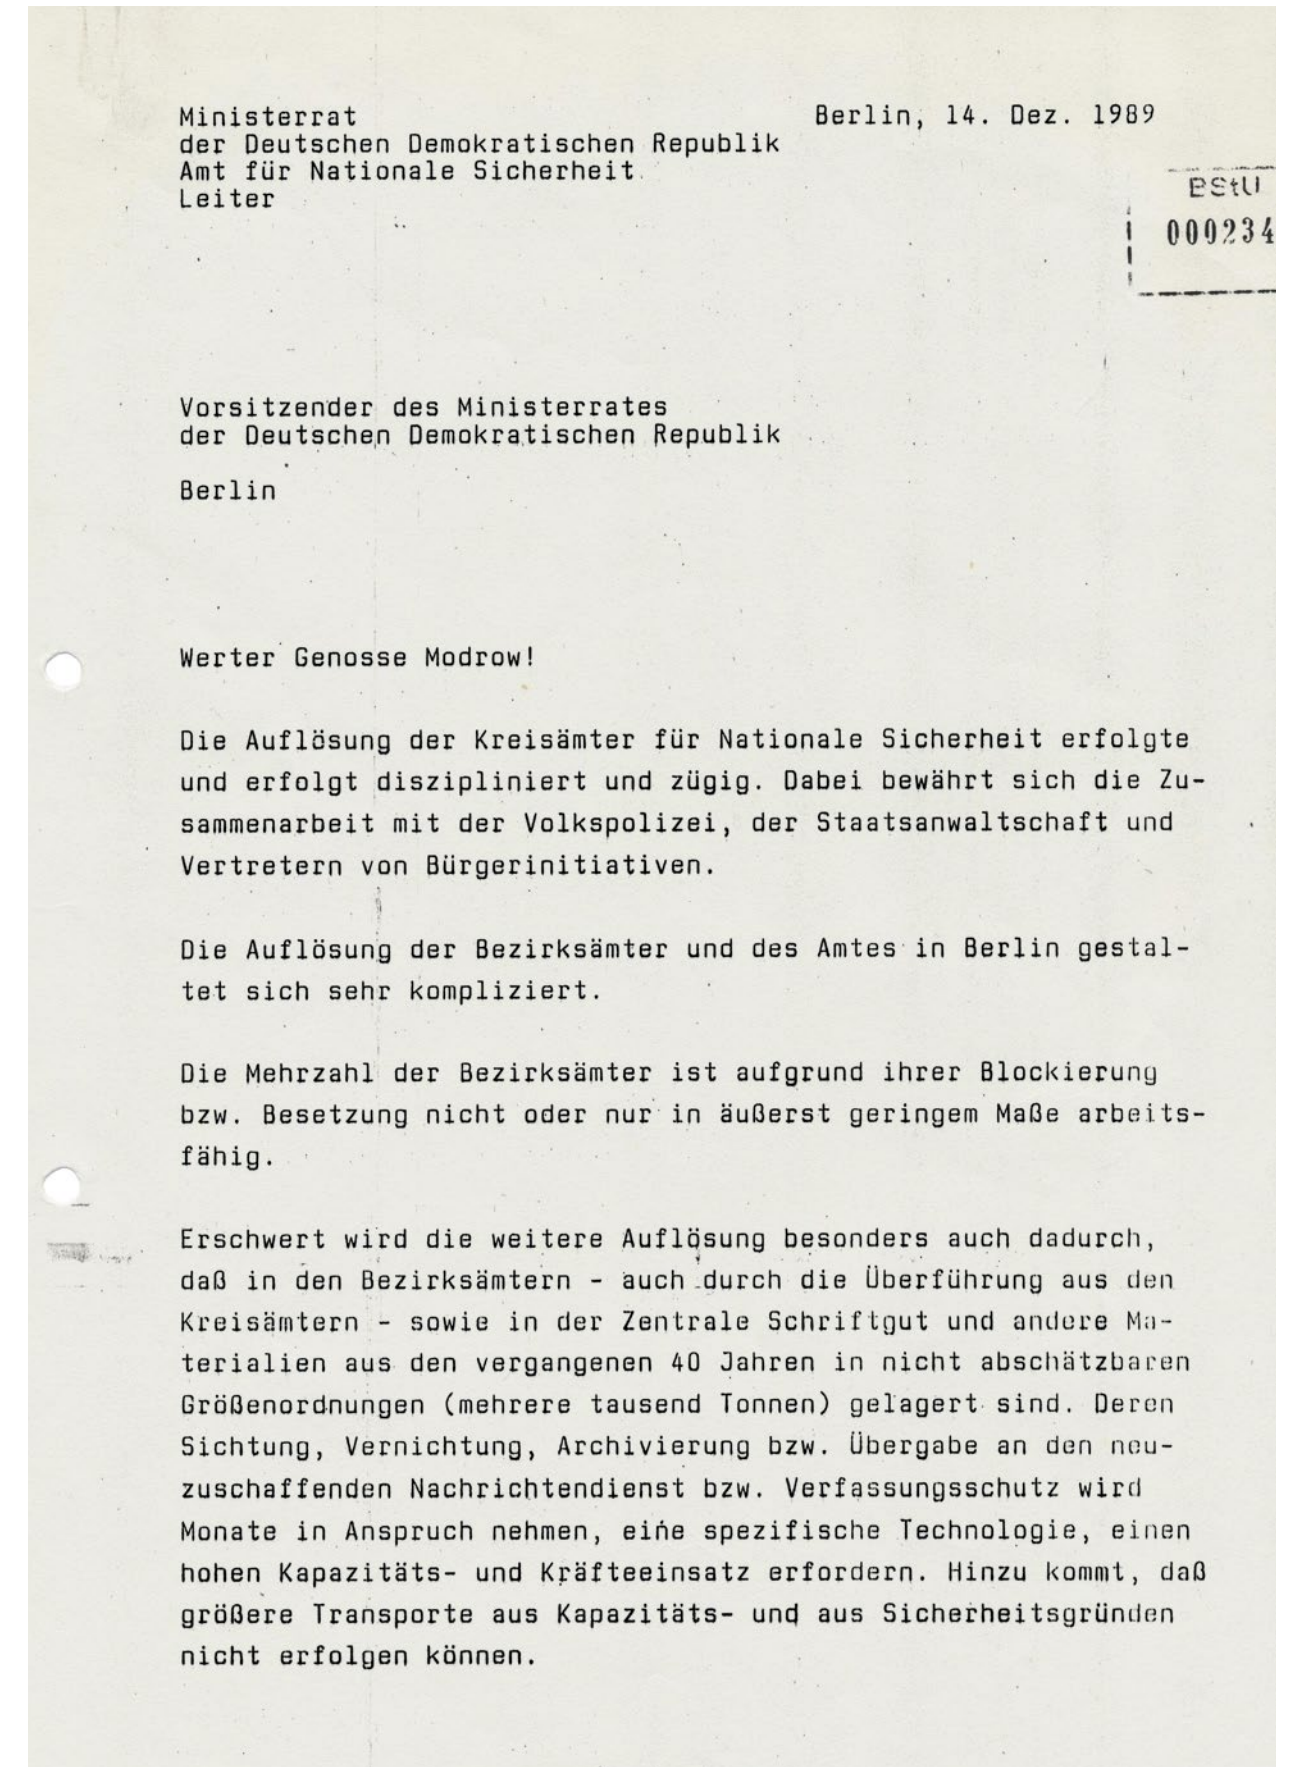 Ministerrat
Berlin, 14. Dez. 1989
der Deutschen Demokratischen Republik
Amt für Nationale Sicherheit
Leiter
BStU
000234
Vorsitzender des Ministerrates
der Deutschen Demokratischen Republik
Berlin
Werter Genosse Modrow!
Die Auflösung der Kreisämter für Nationale Sicherheit erfolgte
und erfolgt diszipliniert und zügig. Dabei bewährt sich die Zu-
sammenarbeit mit der Volkspolizei, der Staatsanwaltschaft und
Vertretern von Bürgerinitiativen.
Die Auflösung der Bezirksämter und des Amtes in Berlin gestal-
tet sich sehr kompliziert.
Die Mehrzahl der Bezirksämter ist aufgrund ihrer Blockierung
bzw. Besetzung nicht oder nur in äußerst geringem Maße arbeits-
fähig.
Erschwert wird die weitere Auflösung besonders auch dadurch,
daß in den Bezirksämtern - auch durch die Überführung aus den
Kreisämtern - sowie in der Zentrale Schriftgut und andere Ma-
terialien aus den vergangenen 40 Jahren in nicht abschätzbaren
Größenordnungen (mehrere tausend Tonnen) gelagert sind. Deren
Sichtung, Vernichtung, Archivierung bzw. Übergabe an den neu-
zuschaffenden Nachrichtendienst bzw. Verfassungsschutz wird
Monate in Anspruch nehmen, eine spezifische Technologie, einen
hohen Kapazitäts- und Kräfteeinsatz erfordern. Hinzu kommt, daß
größere Transporte aus Kapazitäts- und aus Sicherheitsgründen
nicht erfolgen können.